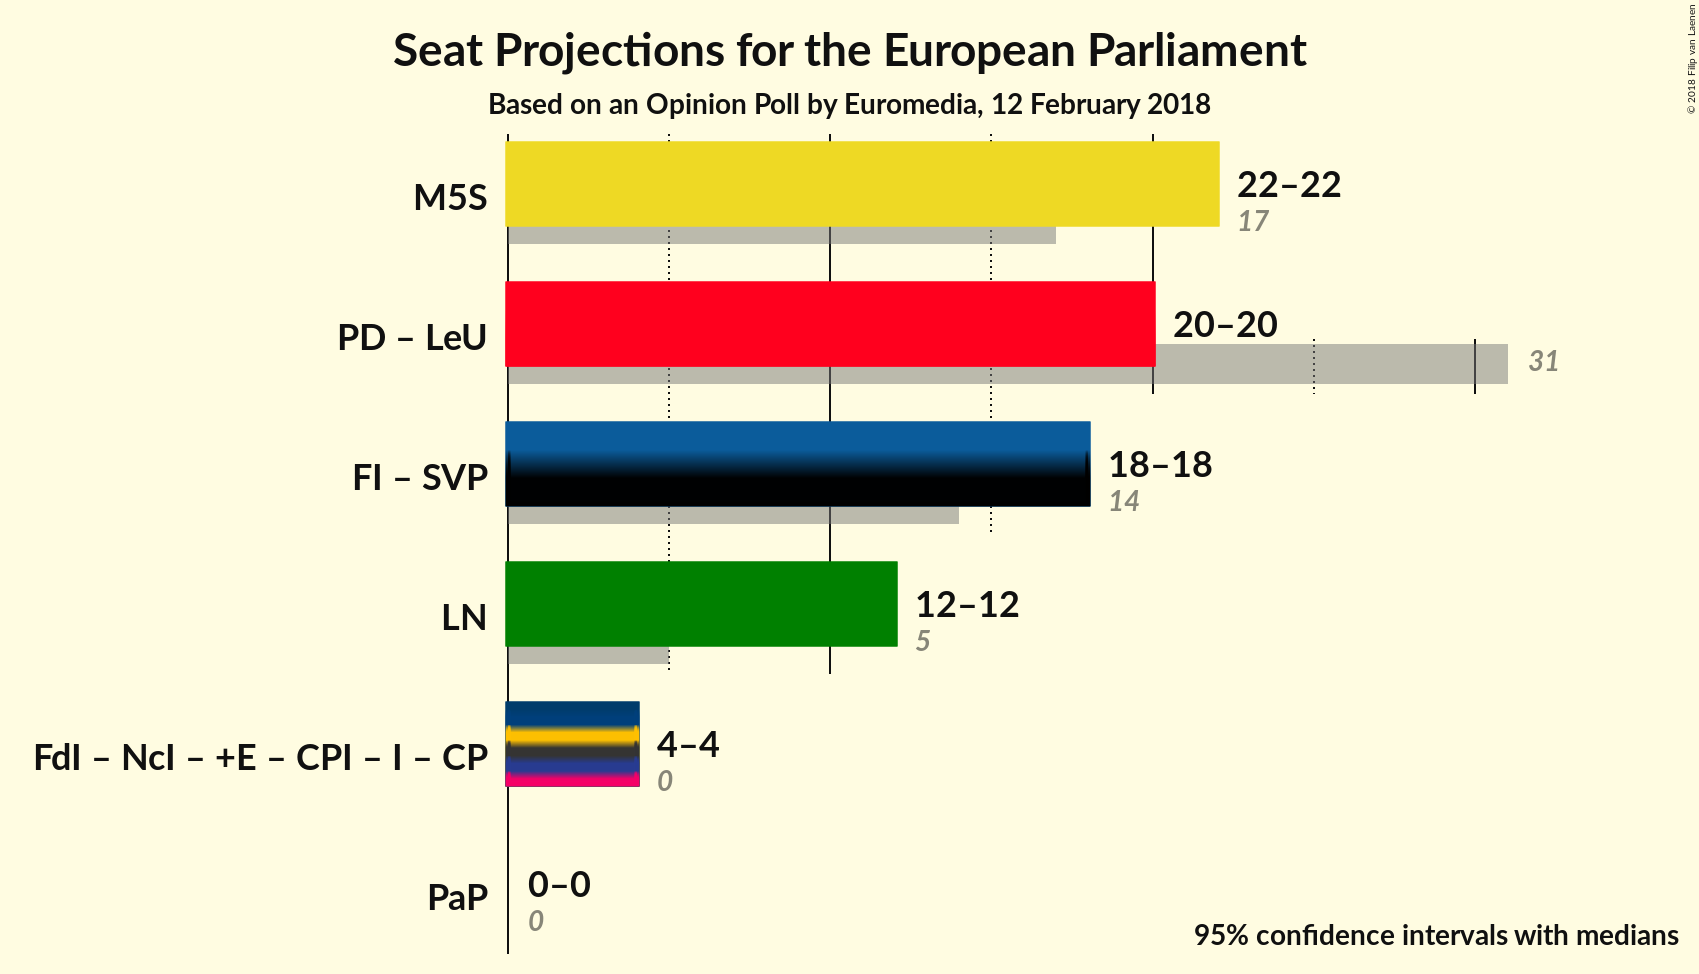 Seat Projections for the European Parliament
Based on an Opinion Poll by Euromedia, 12 February 2018
M5S
22–22
17
PD – LeU
20–20
31
FI – SVP
18–18
14
LN
12–12
5
FdI – NcI – +E – CPI – I – CP
4–4
0
PaP
0–0
0
95% confidence intervals with medians
© 2018 Filip van Laenen